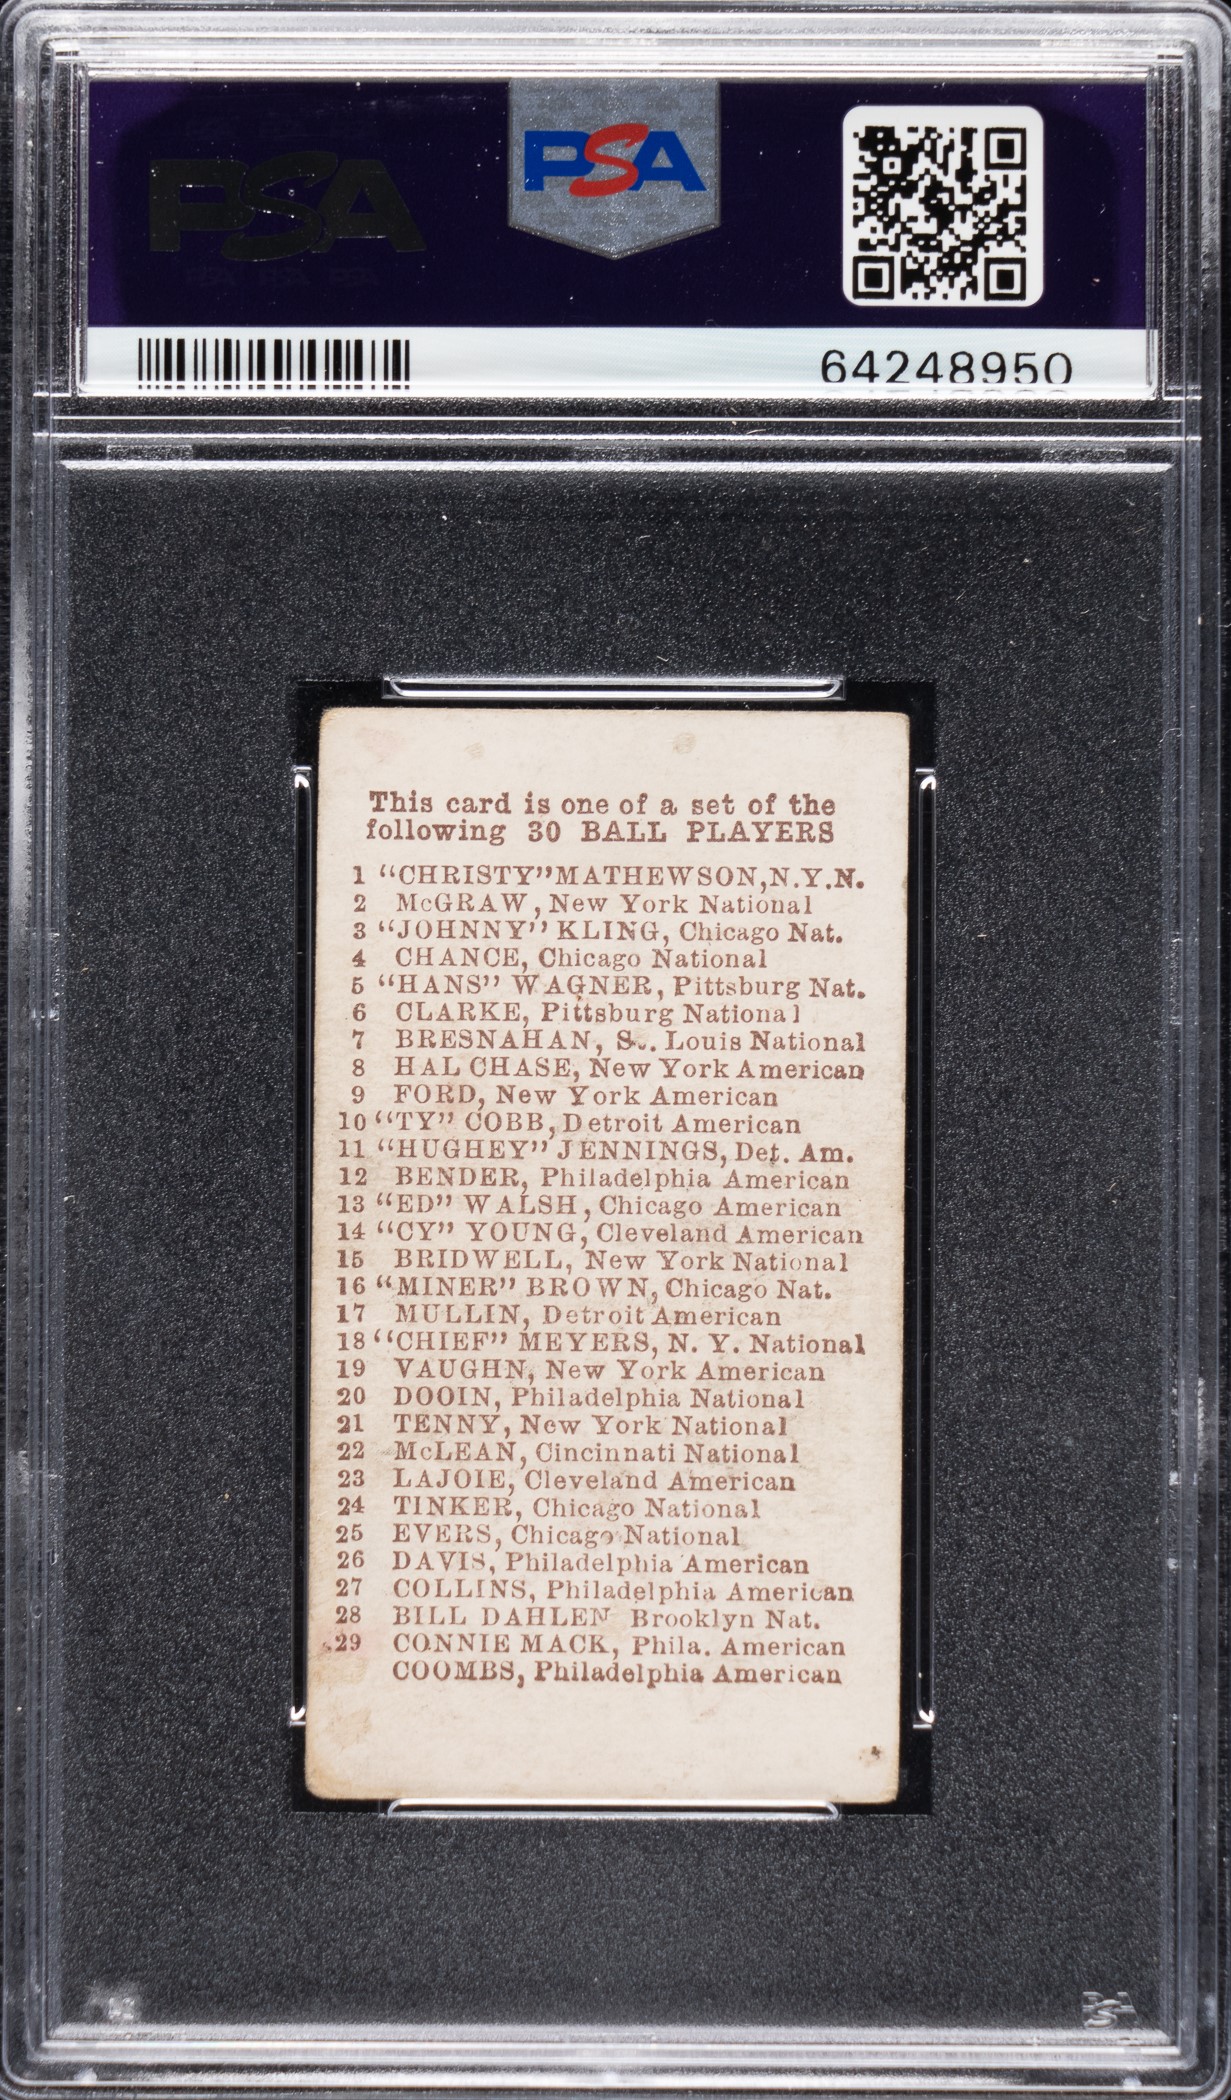 PSA
PSA
64248950
This card is one of a set of the
following 30 BALL PLAYERS
1 “CHRISTY” MATHEWSON, N.Y.N.
2 McGRAW, New York National
3 “JOHNNY” KLING, Chicago Nat.
4 CHANCE, Chicago National
5 “HANS” WAGNER, Pittsburg Nat.
6 CLARKE, Pittsburg National
7 BRESNAHAN, St. Louis National
8 HAL CHASE, New York American
9 FORD, New York American
10 “TY” COBB, Detroit American
11 “HUGHEY” JENNINGS, Det. Am.
12 BENDER, Philadelphia American
13 “ED” WALSH, Chicago American
14 “CY” YOUNG, Cleveland American
15 BRIDWELL, New York National
16 “MINER” BROWN, Chicago Nat.
17 MULLIN, Detroit American
18 “CHIEF” MEYERS, N. Y. National
19 VAUGHN, New York American
20 DOOIN, Philadelphia National
21 TENNY, New York National
22 McLEAN, Cincinnati National
23 LAJOIE, Cleveland American
24 TINKER, Chicago National
25 EVERS, Chicago National
26 DAVIS, Philadelphia American
27 COLLINS, Philadelphia American
28 BILL DAHLEN Brooklyn Nat.
29 CONNIE MACK, Phila. American
COOMBS, Philadelphia American
PSA